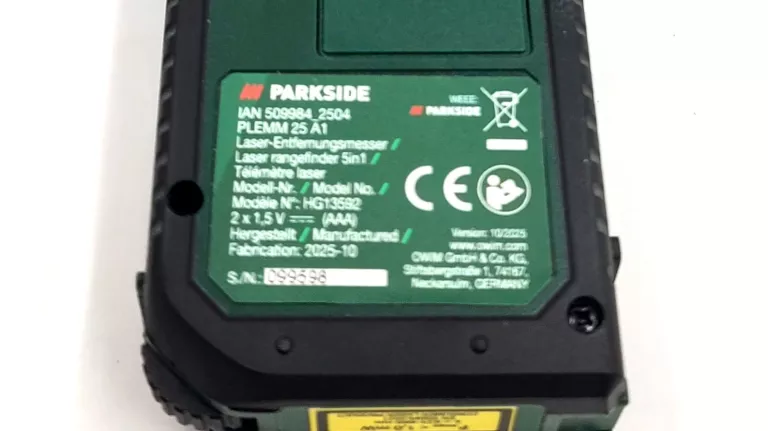 PARKSIDE
IAN 509984_2504
PLEMM 25 A1
Laser-Entfernungsmesser /
Laser rangefinder 5in1 /
Télémètre laser
Modell-Nr. / Model No. /
Modèle N°: HG13592
2 x 1,5 V (AAA)
Hergestellt / Manufactured /
Fabrication: 2025-10
S./N.: 099598
WEEE:
PARKSIDE
CE
Version: 10/2025
www.owim.com
OWIM GmbH & Co. KG,
Stiftsbergstraße 1, 74167,
Neckarsulm, GERMANY